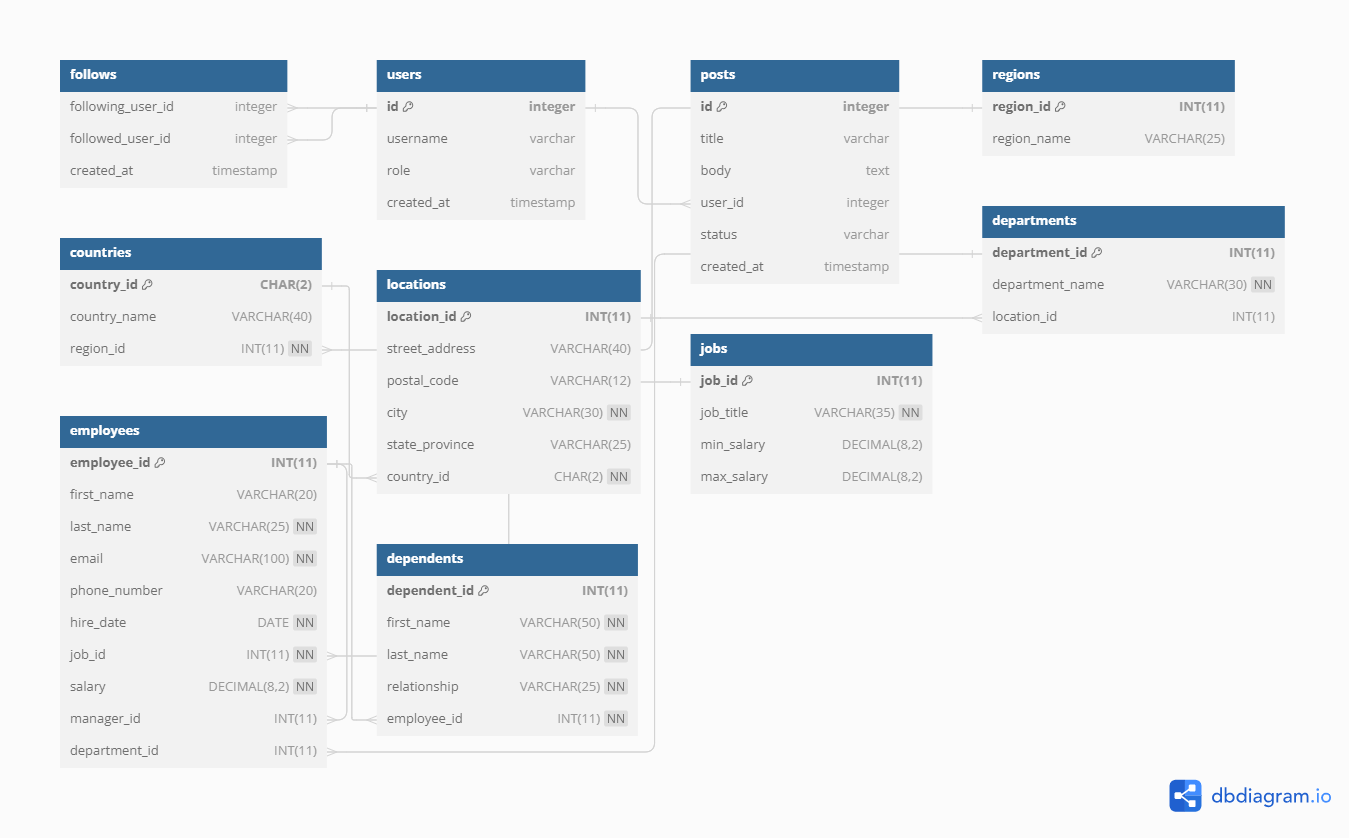 follows
following_user_id integer
followed_user_id integer
created_at timestamp
users
id integer
username varchar
role varchar
created_at timestamp
posts
id integer
title varchar
body text
user_id integer
status varchar
created_at timestamp
regions
region_id INT(11)
region_name VARCHAR(25)
countries
country_id CHAR(2)
country_name VARCHAR(40)
region_id INT(11) NN
locations
location_id INT(11)
street_address VARCHAR(40)
postal_code VARCHAR(12)
city VARCHAR(30) NN
state_province VARCHAR(25)
country_id CHAR(2) NN
departments
department_id INT(11)
department_name VARCHAR(30) NN
location_id INT(11)
jobs
job_id INT(11)
job_title VARCHAR(35) NN
min_salary DECIMAL(8,2)
max_salary DECIMAL(8,2)
employees
employee_id INT(11)
first_name VARCHAR(20)
last_name VARCHAR(25) NN
email VARCHAR(100) NN
phone_number VARCHAR(20)
hire_date DATE NN
job_id INT(11) NN
salary DECIMAL(8,2) NN
manager_id INT(11)
department_id INT(11)
dependents
dependent_id INT(11)
first_name VARCHAR(50) NN
last_name VARCHAR(50) NN
relationship VARCHAR(25) NN
employee_id INT(11) NN
dbdiagram.io